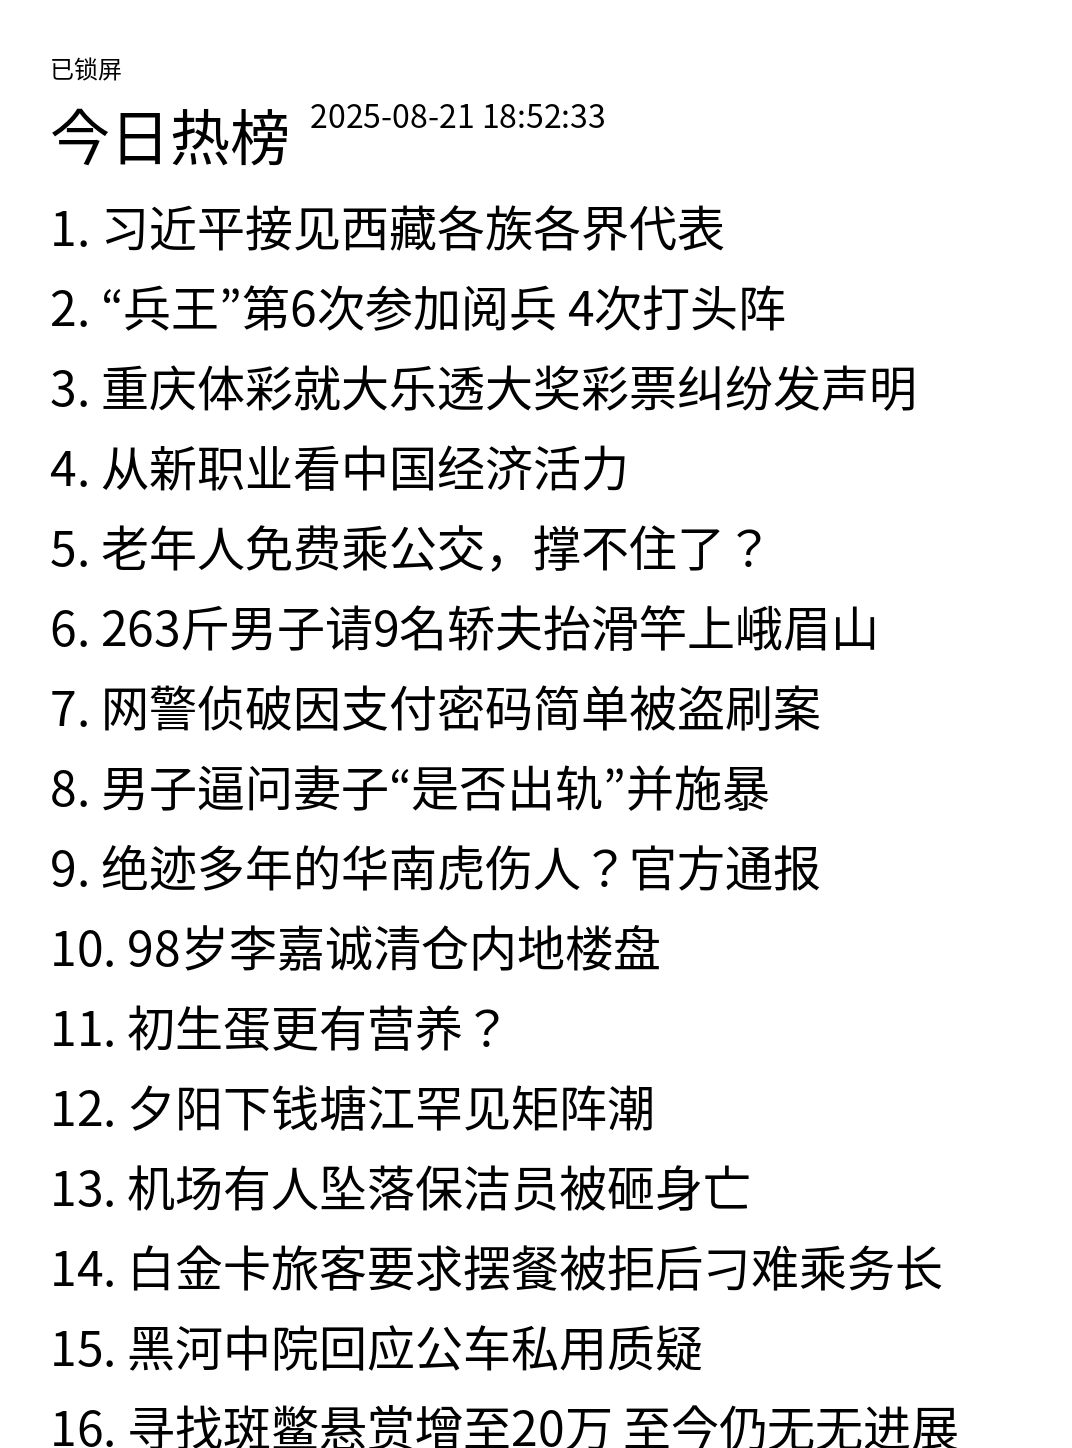 已锁屏
今日热榜 2025-08-21 18:52:33
1. 习近平接见西藏各族各界代表
2. “兵王”第6次参加阅兵 4次打头阵
3. 重庆体彩就大乐透大奖彩票纠纷发声明
4. 从新职业看中国经济活力
5. 老年人免费乘公交，撑不住了？
6. 263斤男子请9名轿夫抬滑竿上峨眉山
7. 网警侦破因支付密码简单被盗刷案
8. 男子逼问妻子“是否出轨”并施暴
9. 绝迹多年的华南虎伤人？官方通报
10. 98岁李嘉诚清仓内地楼盘
11. 初生蛋更有营养？
12. 夕阳下钱塘江罕见矩阵潮
13. 机场有人坠落保洁员被砸身亡
14. 白金卡旅客要求摆餐被拒后刁难乘务长
15. 黑河中院回应公车私用质疑
16. 寻找斑鳖悬赏增至20万 至今仍无无进展